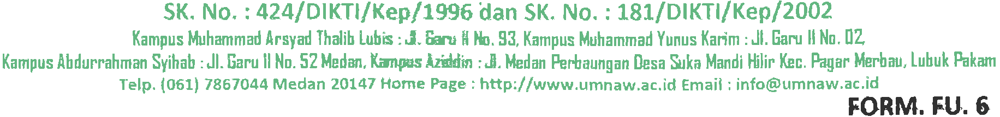 SK. No. : 424/DIKTI/Kep/1996 dan SK. No. : 181/DIKTI/Kep/2002
Kampus Muhammad Arsyad Thalib Lubis : Jl. Garu II No. 93, Kampus Muhammad Yunus Karim : Jl. Garu II No. 02,
Kampus Abdurrahman Syihab : Jl. Garu II No. 52 Medan, Kampus Aziddin : Jl. Medan Perbaungan Desa Suka Mandi Hilir Kec. Pagar Merbau, Lubuk Pakam
Telp. (061) 7867044 Medan 20147 Home Page : http://www.umnaw.ac.id Email : info@umnaw.ac.id
FORM. FU. 6